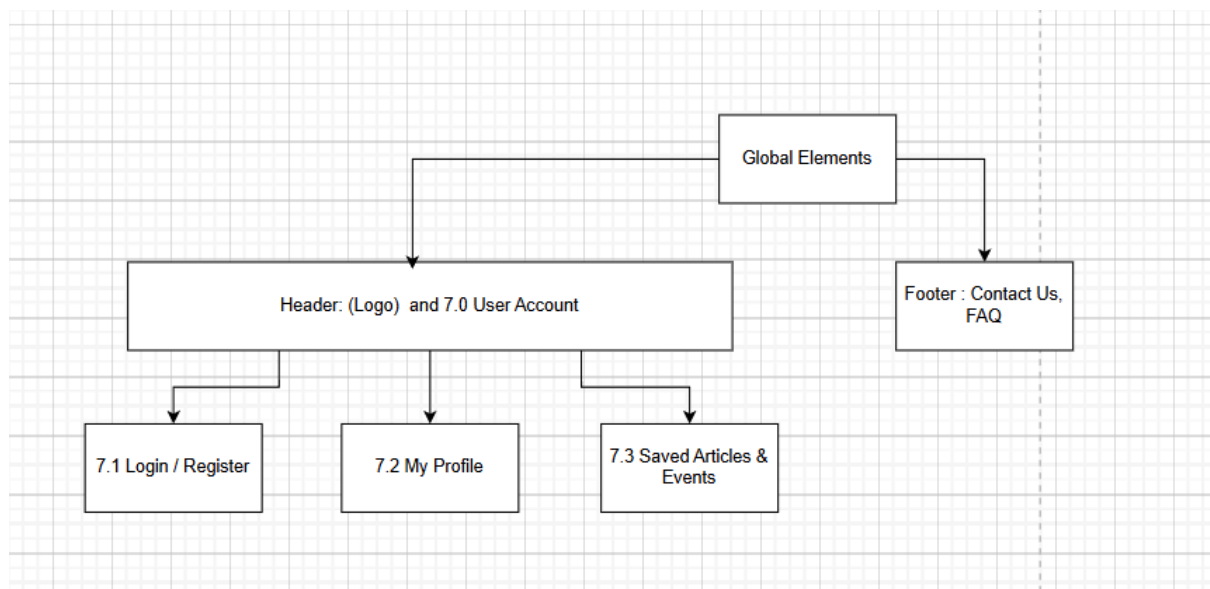 Global Elements
Header: (Logo)  and 7.0 User Account
Footer : Contact Us,
FAQ
7.1 Login / Register
7.2 My Profile
7.3 Saved Articles &
Events